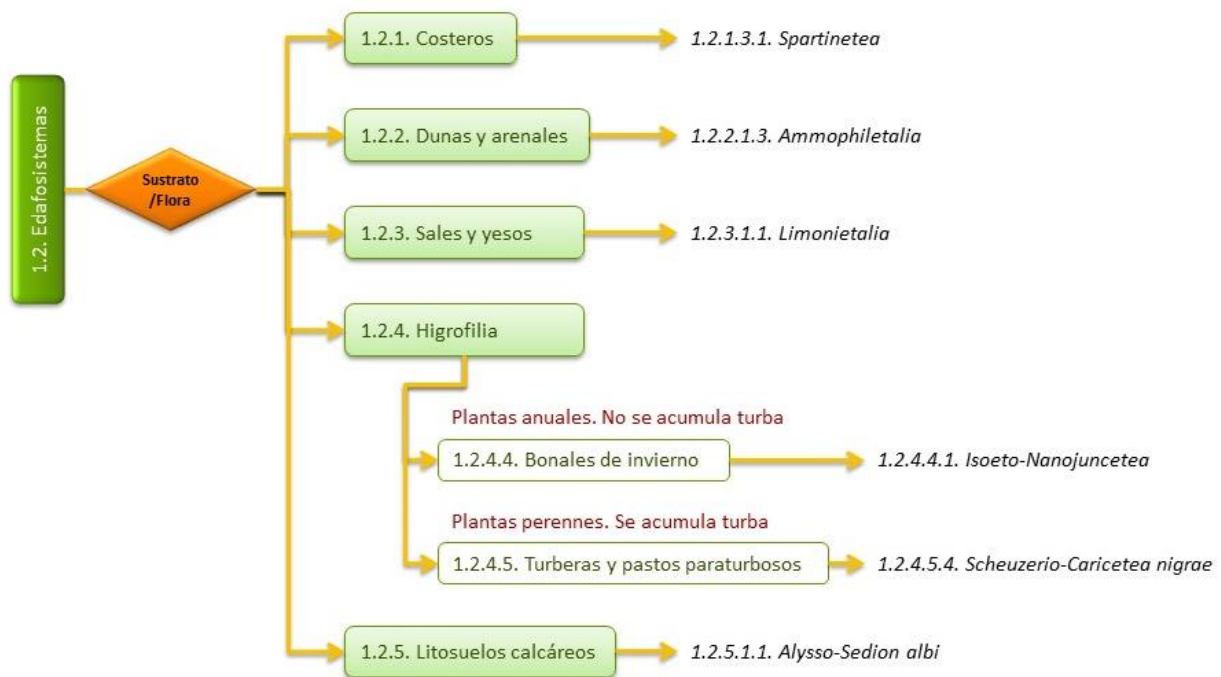 1.2. Edafosistemas
Sustrato
/Flora
1.2.1. Costeros
1.2.1.3.1. Spartinetea
1.2.2. Dunas y arenales
1.2.2.1.3. Ammophiletalia
1.2.3. Sales y yesos
1.2.3.1.1. Limonietalia
1.2.4. Higrofilia
Plantas anuales. No se acumula turba
1.2.4.4. Bonales de invierno
1.2.4.4.1. Isoeto-Nanojuncetea
Plantas perennes. Se acumula turba
1.2.4.5. Turberas y pastos paraturbosos
1.2.4.5.4. Scheuzerio-Caricetea nigrae
1.2.5. Litosuelos calcáreos
1.2.5.1.1. Alysso-Sedion albi